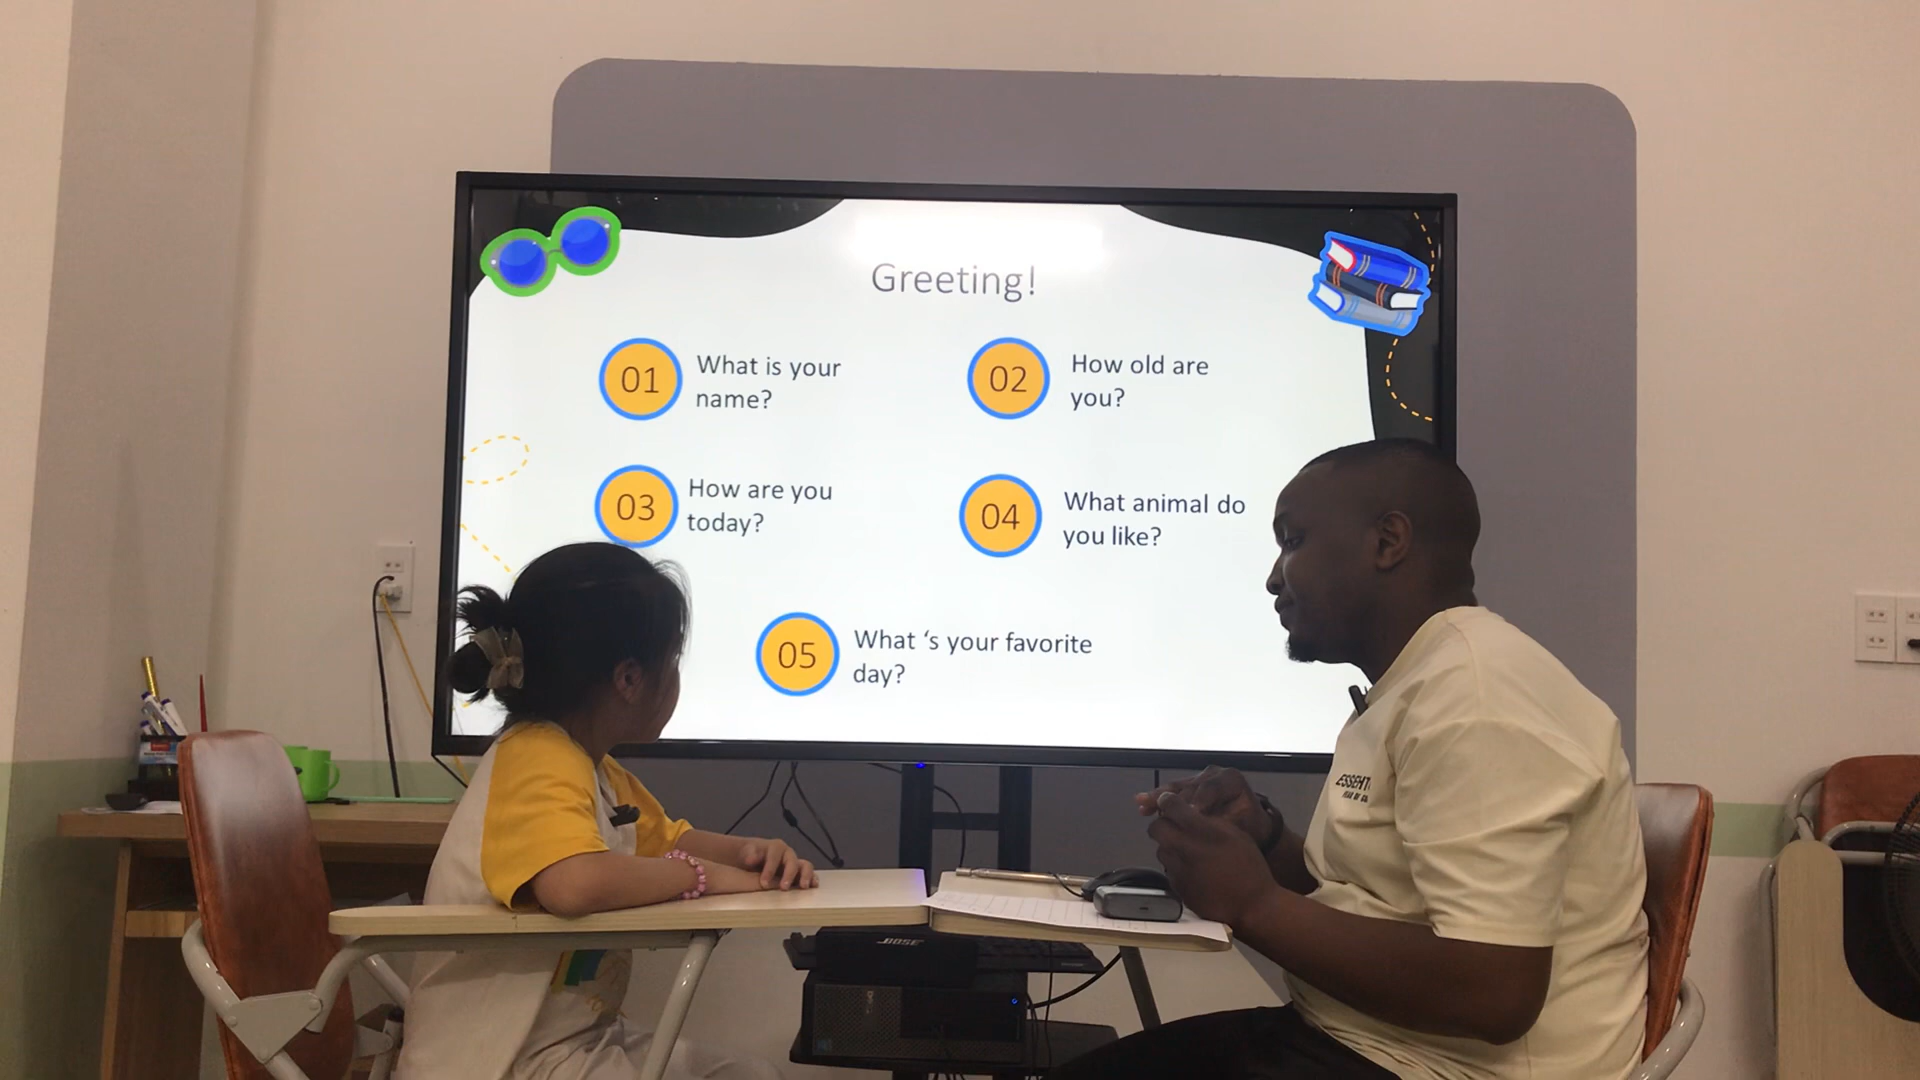 Greeting!
01
What is your
name?
02
How old are
you?
03
How are you
today?
04
What animal do
you like?
05
What ‘s your favorite
day?
BOSE